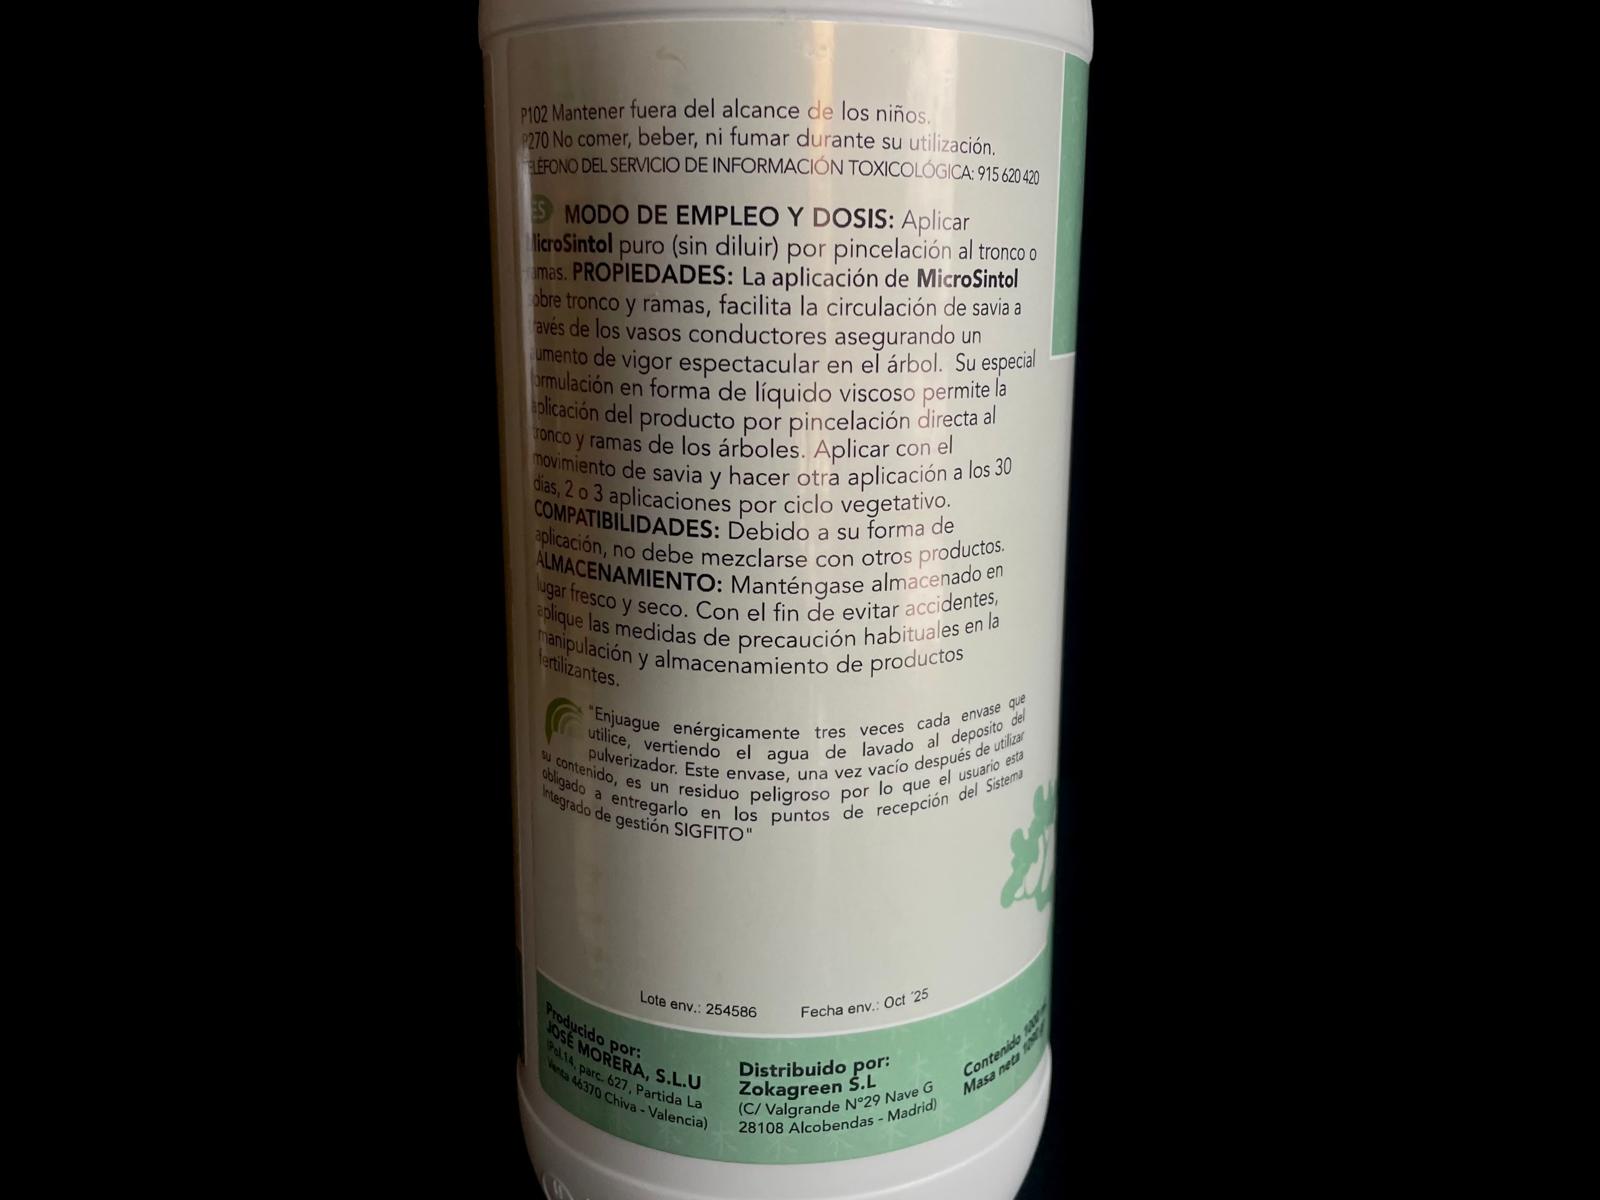 P102 Mantener fuera del alcance de los niños.
P270 No comer, beber, ni fumar durante su utilización.
TELÉFONO DEL SERVICIO DE INFORMACIÓN TOXICOLÓGICA: 915 620 420
ES MODO DE EMPLEO Y DOSIS: Aplicar
MicroSintol puro (sin diluir) por pincelación al tronco o
ramas. PROPIEDADES: La aplicación de MicroSintol
sobre tronco y ramas, facilita la circulación de savia a
través de los vasos conductores asegurando un
aumento de vigor espectacular en el árbol. Su especial
formulación en forma de líquido viscoso permite la
aplicación del producto por pincelación directa al
tronco y ramas de los árboles. Aplicar con el
movimiento de savia y hacer otra aplicación a los 30
días, 2 o 3 aplicaciones por ciclo vegetativo.
COMPATIBILIDADES: Debido a su forma de
aplicación, no debe mezclarse con otros productos.
ALMACENAMIENTO: Manténgase almacenado en
lugar fresco y seco. Con el fin de evitar accidentes,
aplique las medidas de precaución habituales en la
manipulación y almacenamiento de productos
fertilizantes.
"Enjuague enérgicamente tres veces cada envase que
utilice, vertiendo el agua de lavado al deposito del
pulverizador. Este envase, una vez vacío después de utilizar
su contenido, es un residuo peligroso por lo que el usuario esta
obligado a entregarlo en los puntos de recepción del Sistema
Integrado de gestión SIGFITO"
Lote env.: 254586 Fecha env.: Oct ´25
Producido por:
JOSÉ MORERA, S.L.U
(Pol.14, parc. 627, Partida La
Venta 46370 Chiva - Valencia)
Distribuido por:
Zokagreen S.L
(C/ Valgrande Nº29 Nave G
28108 Alcobendas - Madrid)
Contenido 1000
Masa neta